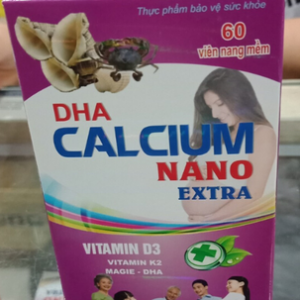 Thực phẩm bảo vệ sức khỏe
60
viên nang mềm
DHA
CALCIUM
NANO
EXTRA
VITAMIN D3
VITAMIN K2
MAGIE - DHA